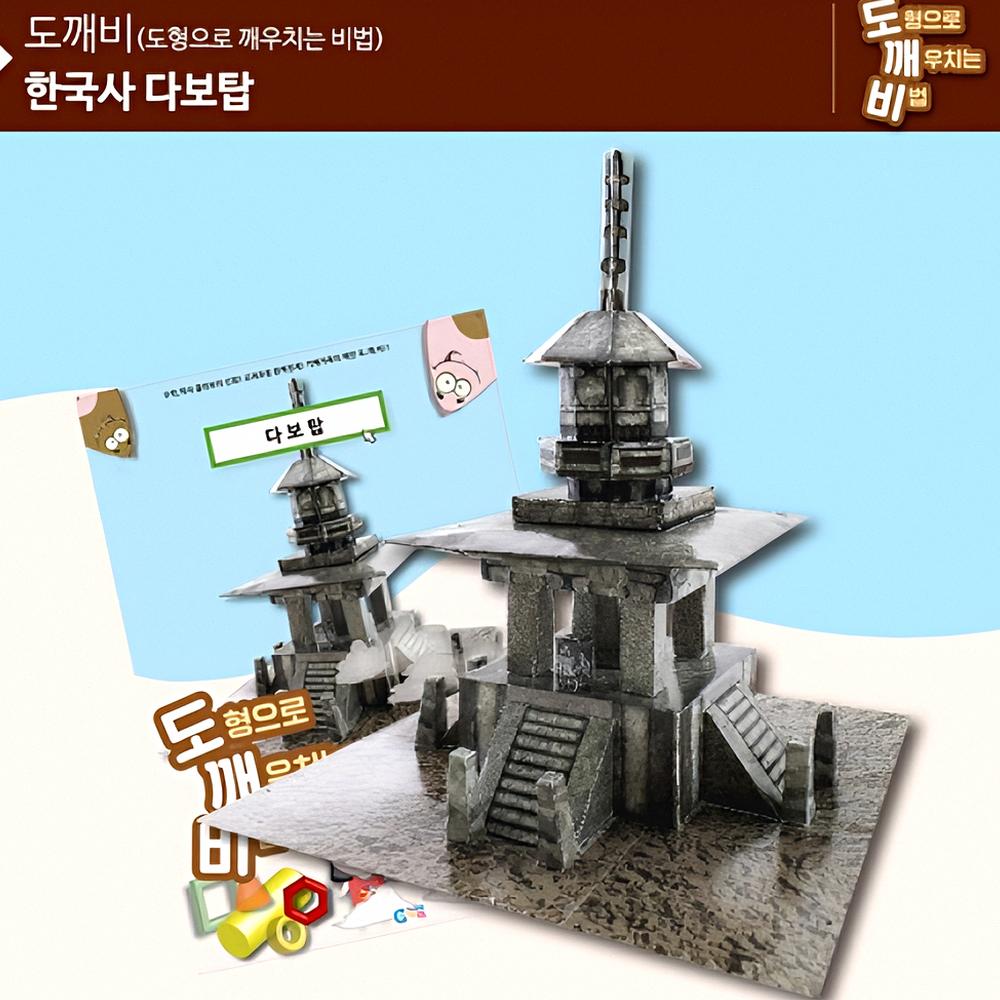 도깨비(도형으로 깨우치는 비법)
한국사 다보탑
도형으로
깨우치는
비법
다보탑
도형으로
깨
비